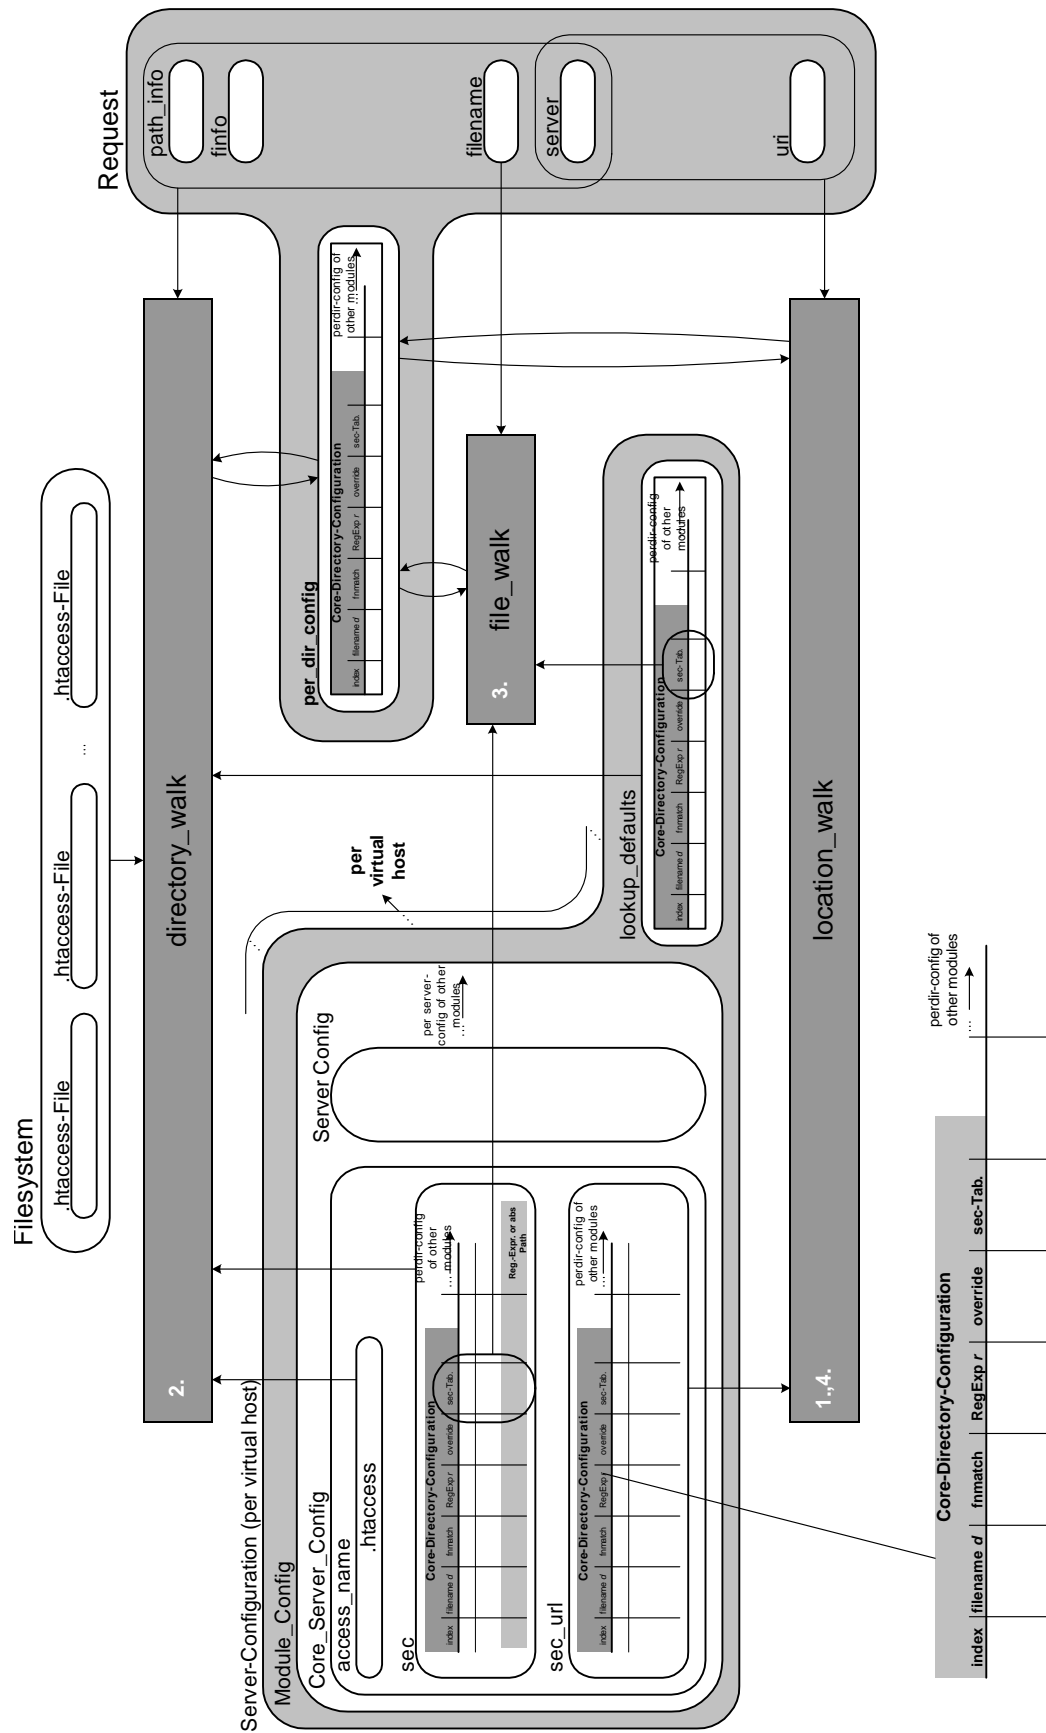 Filesystem
.htaccess-File
.htaccess-File
...
.htaccess-File
Request
path_info
finfo
filename
server
uri
directory_walk
2.
per_dir_config
Core-Directory-Configuration
index
filename d
fnmatch
RegExp r
override
sec-Tab.
perdir-config of
other modules
...
file_walk
3.
per
virtual
host
...
...
...
Server-Configuration (per virtual host)
Module_Config
Core_Server_Config
access_name
.htaccess
sec
Core-Directory-Configuration
index
filename d
fnmatch
RegExp r
override
sec-Tab.
perdir-config
of other
modules
...
Reg.-Expr. or abs
Path
sec_url
Core-Directory-Configuration
index
filename d
fnmatch
RegExp r
override
sec-Tab.
perdir-config of
other modules
...
Server Config
per server-
config of other
modules
...
lookup_defaults
Core-Directory-Configuration
index
filename d
fnmatch
RegExp r
override
sec-Tab.
perdir-config
of other
modules
...
location_walk
1.,4.
Core-Directory-Configuration
index
filename d
fnmatch
RegExp r
override
sec-Tab.
perdir-config of
other modules
...